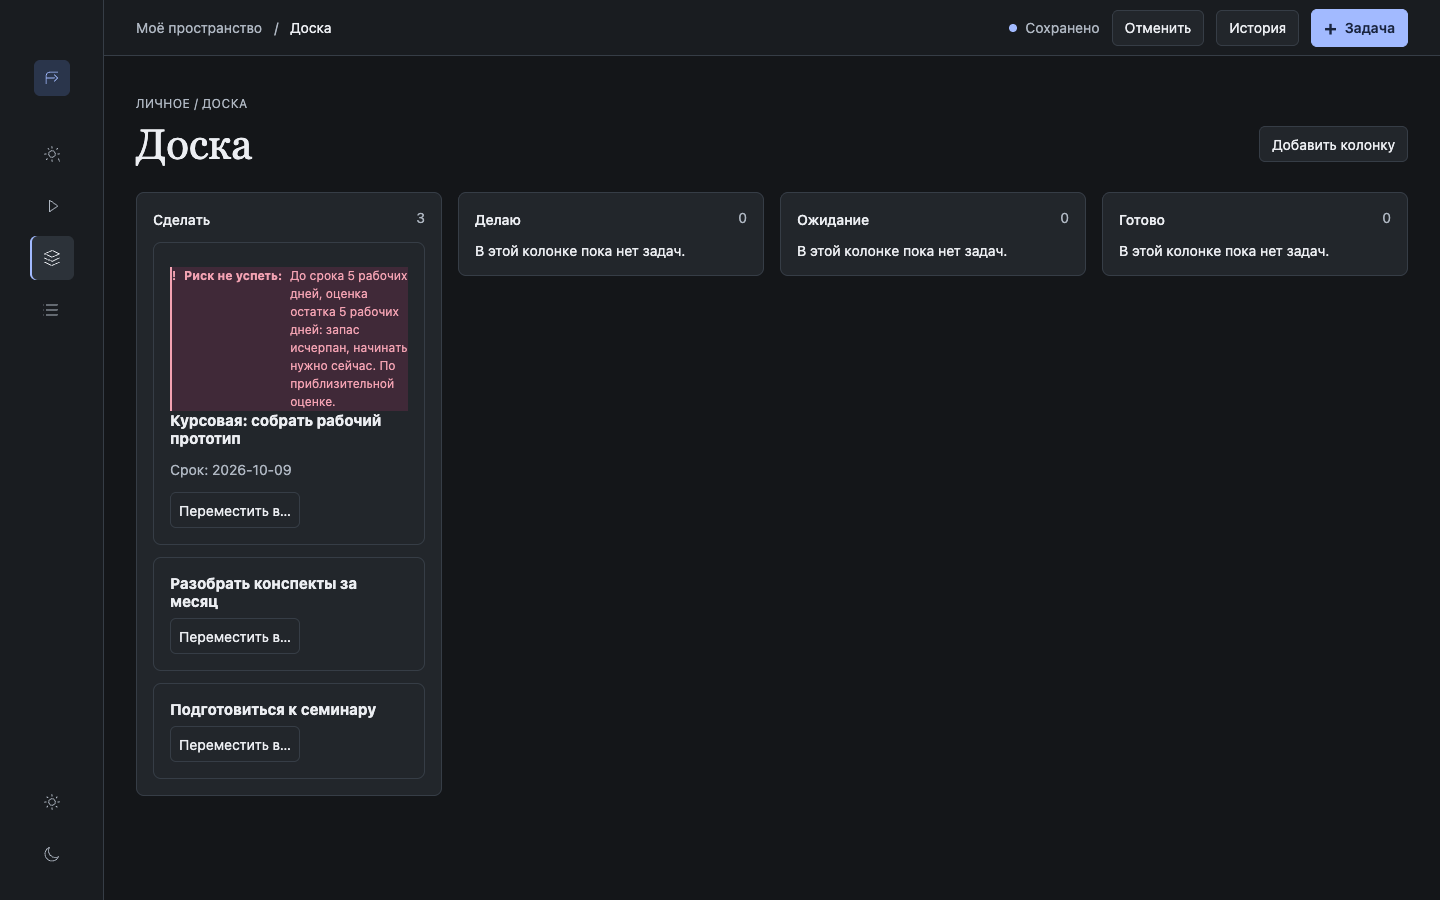 Моё пространство / Доска
Сохранено
Отменить
История
+ Задача
ЛИЧНОЕ / ДОСКА
Доска
Добавить колонку
Сделать 3
! Риск не успеть: До срока 5 рабочих
дней, оценка
остатка 5 рабочих
дней: запас
исчерпан, начинать
нужно сейчас. По
приблизительной
оценке.
Курсовая: собрать рабочий
прототип
Срок: 2026-10-09
Переместить в...
Разобрать конспекты за
месяц
Переместить в...
Подготовиться к семинару
Переместить в...
Делаю 0
В этой колонке пока нет задач.
Ожидание 0
В этой колонке пока нет задач.
Готово 0
В этой колонке пока нет задач.